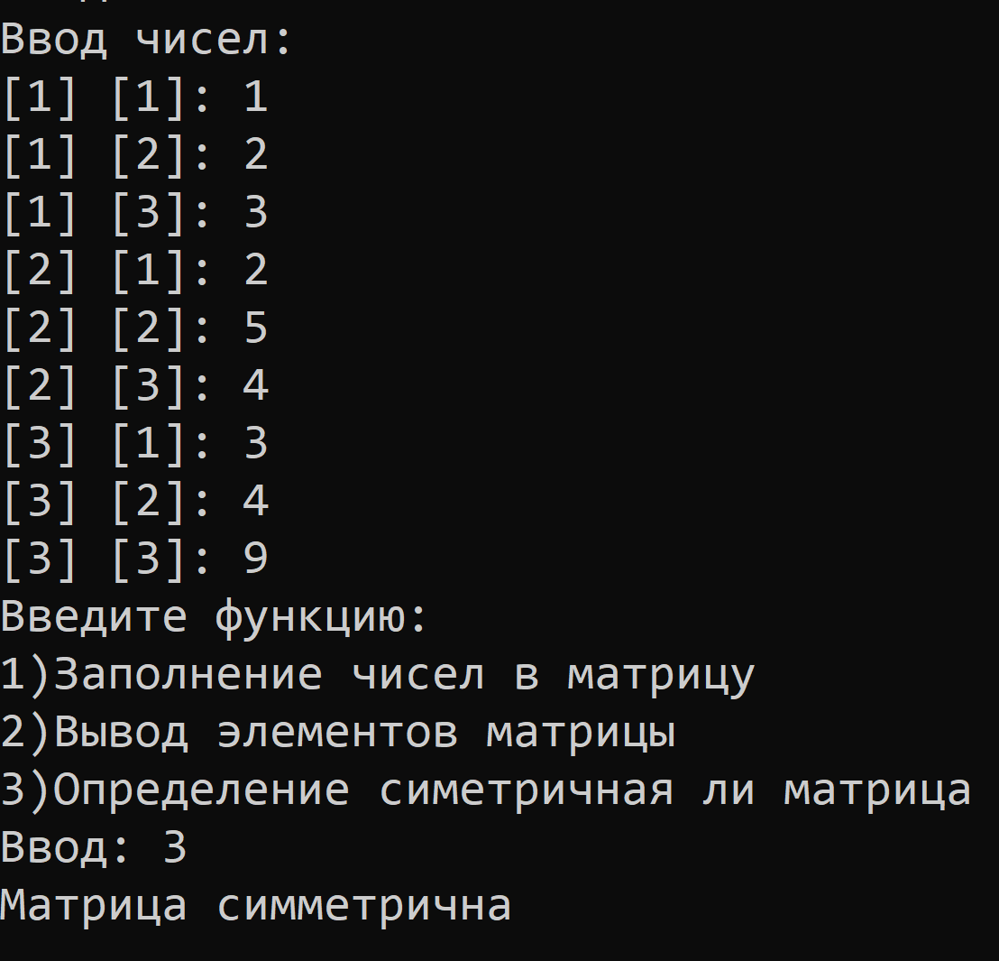 Ввод чисел:
[1] [1]: 1
[1] [2]: 2
[1] [3]: 3
[2] [1]: 2
[2] [2]: 5
[2] [3]: 4
[3] [1]: 3
[3] [2]: 4
[3] [3]: 9
Введите функцию:
1)Заполнение чисел в матрицу
2)Вывод элементов матрицы
3)Определение симетричная ли матрица
Ввод: 3
Матрица симметрична